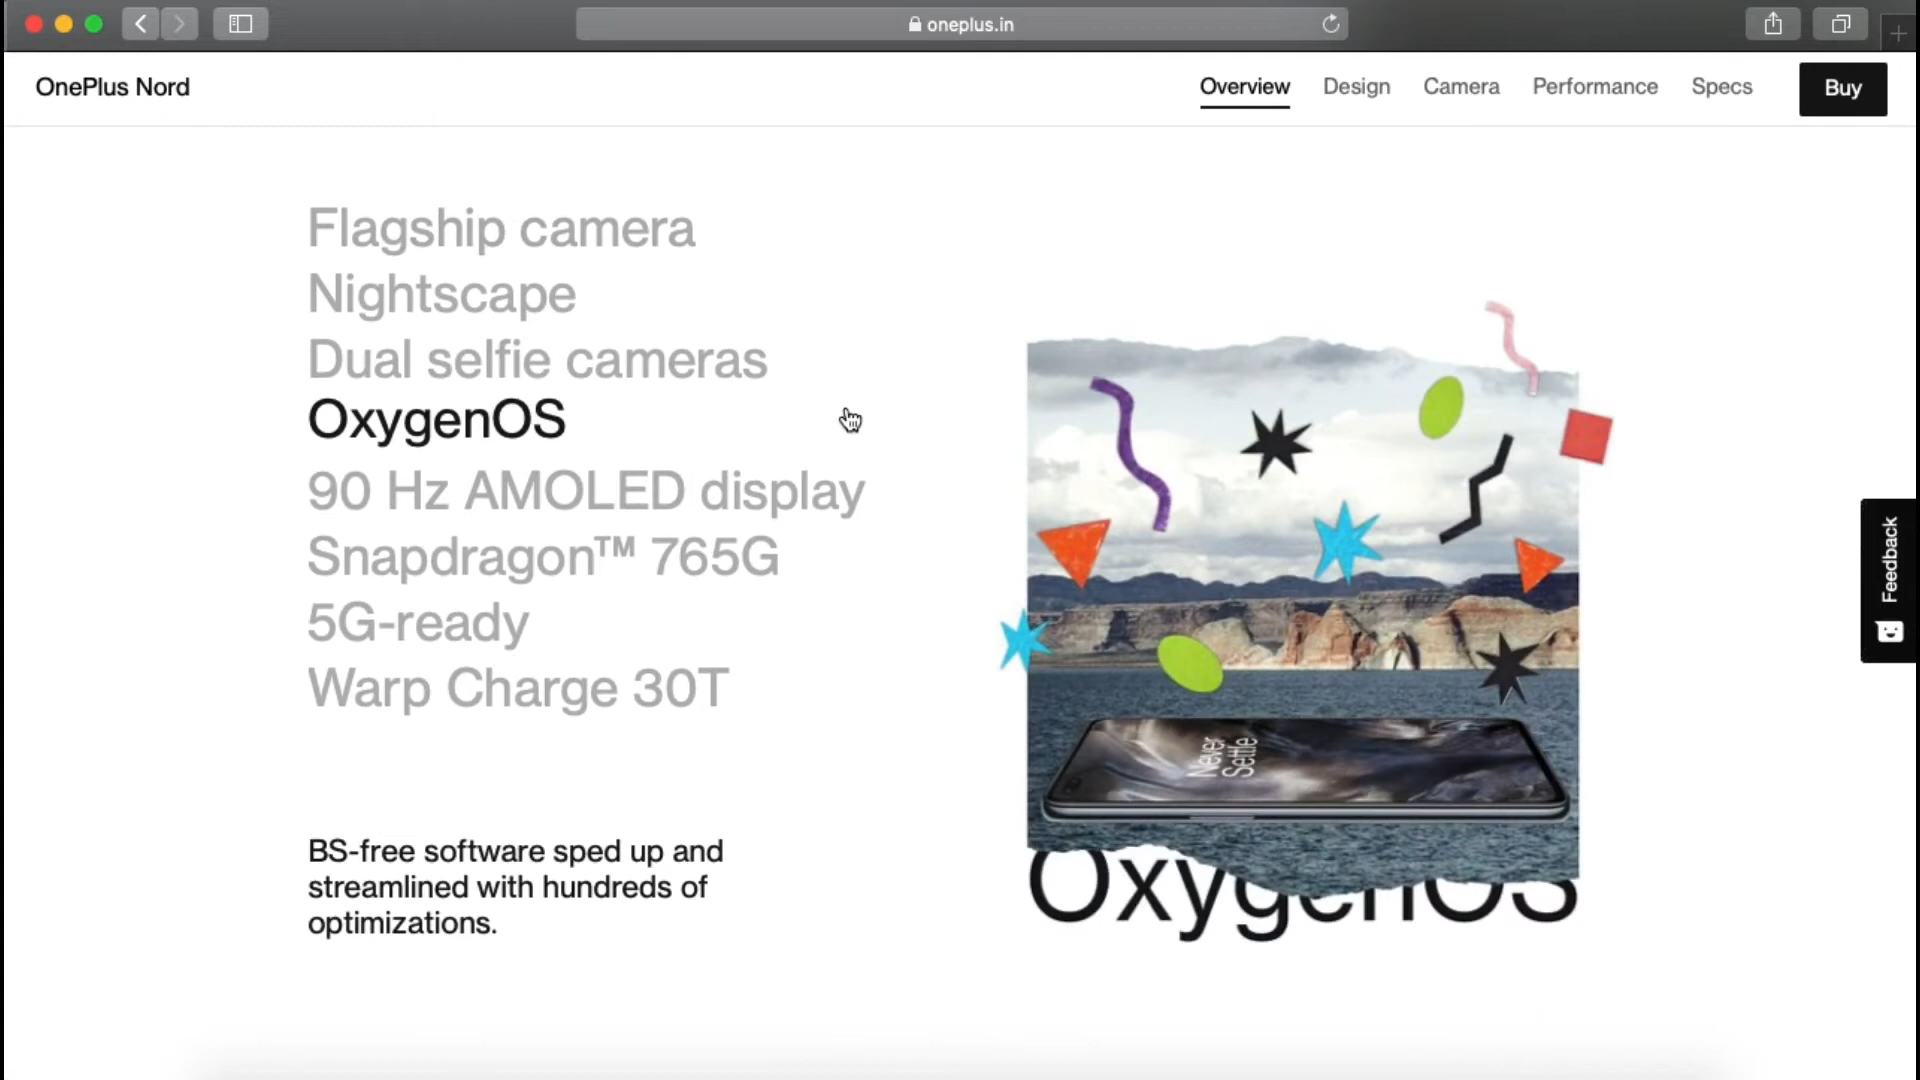 oneplus.in
OnePlus Nord
Overview
Design
Camera
Performance
Specs
Buy
Flagship camera
Nightscape
Dual selfie cameras
OxygenOS
90 Hz AMOLED display
Snapdragon™ 765G
5G-ready
Warp Charge 30T
BS-free software sped up and
streamlined with hundreds of
optimizations.
Never
Settle
OxygenOS
Feedback